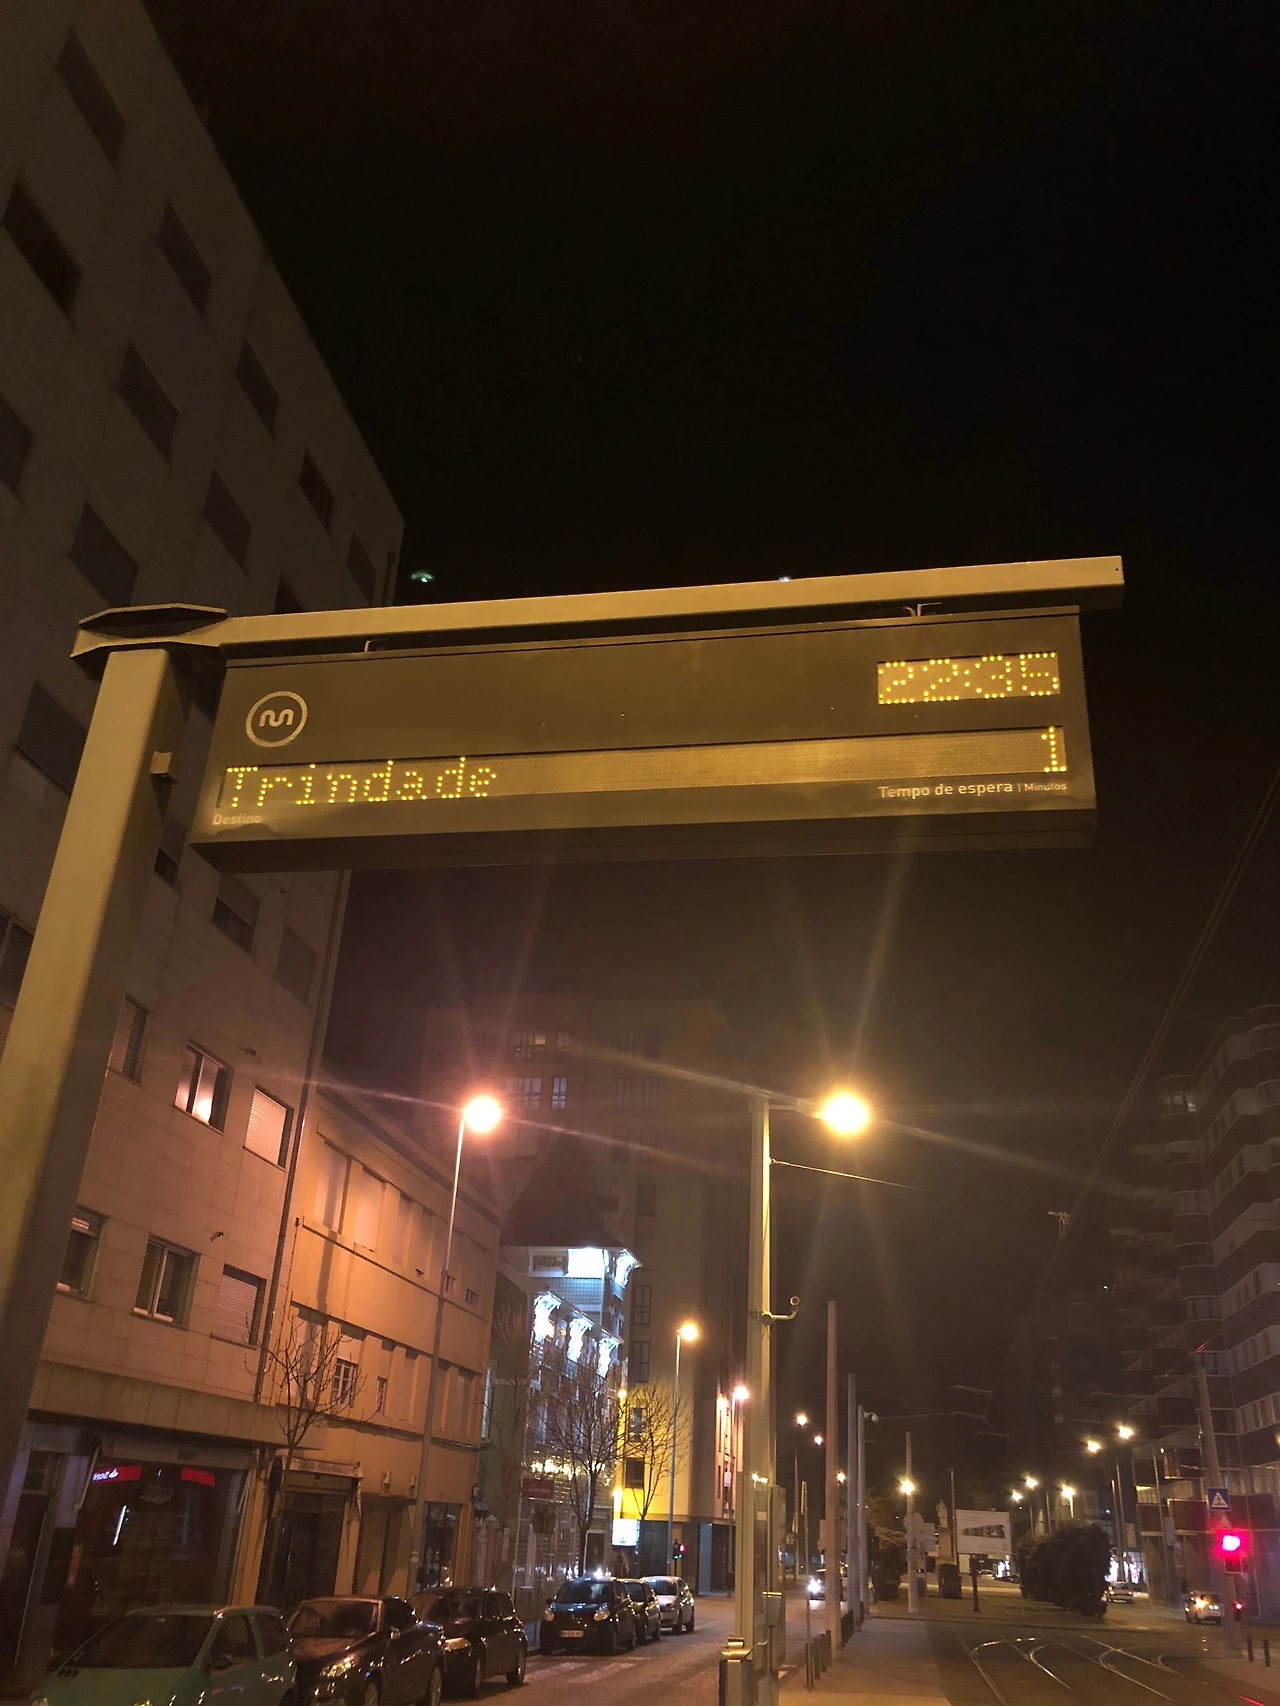 22:35
Trindade 1
Destino Tempo de espera | Minutos